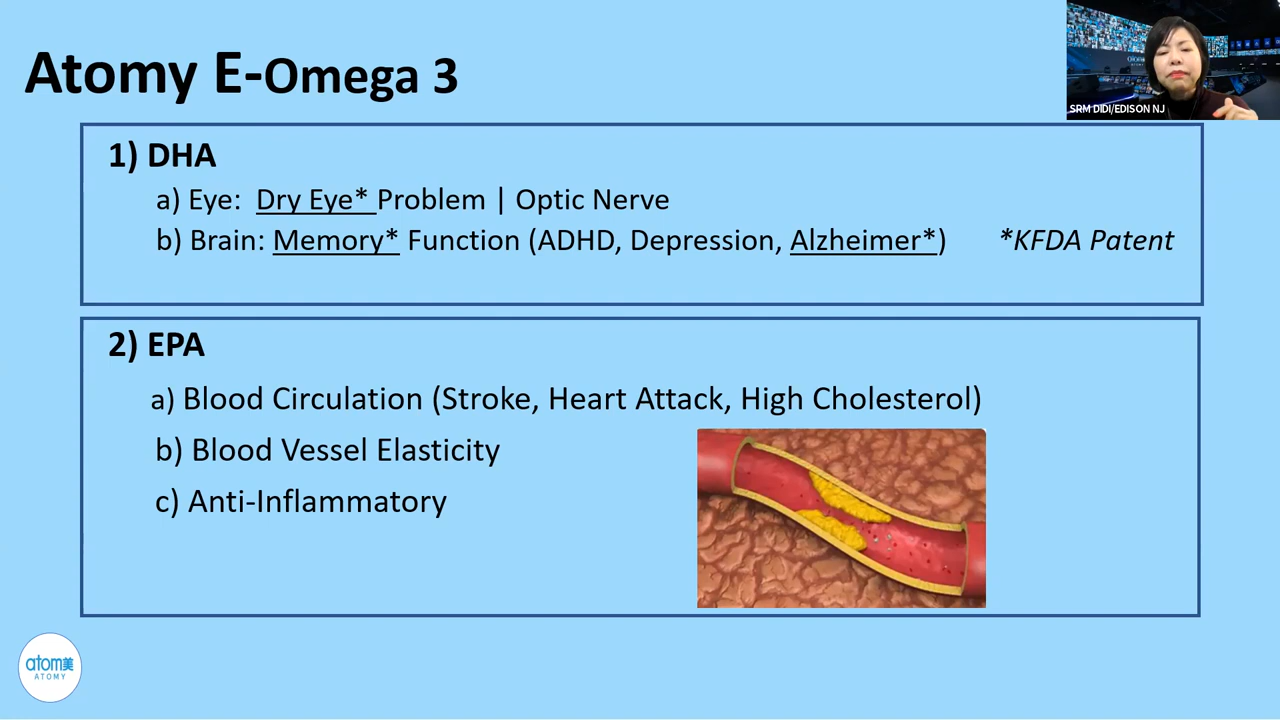 Atomy E-Omega 3
SRM DIDI/EDISON NJ
1) DHA
a) Eye: Dry Eye* Problem | Optic Nerve
b) Brain: Memory* Function (ADHD, Depression, Alzheimer*) *KFDA Patent
2) EPA
a) Blood Circulation (Stroke, Heart Attack, High Cholesterol)
b) Blood Vessel Elasticity
c) Anti-Inflammatory
atom美
ATOMY